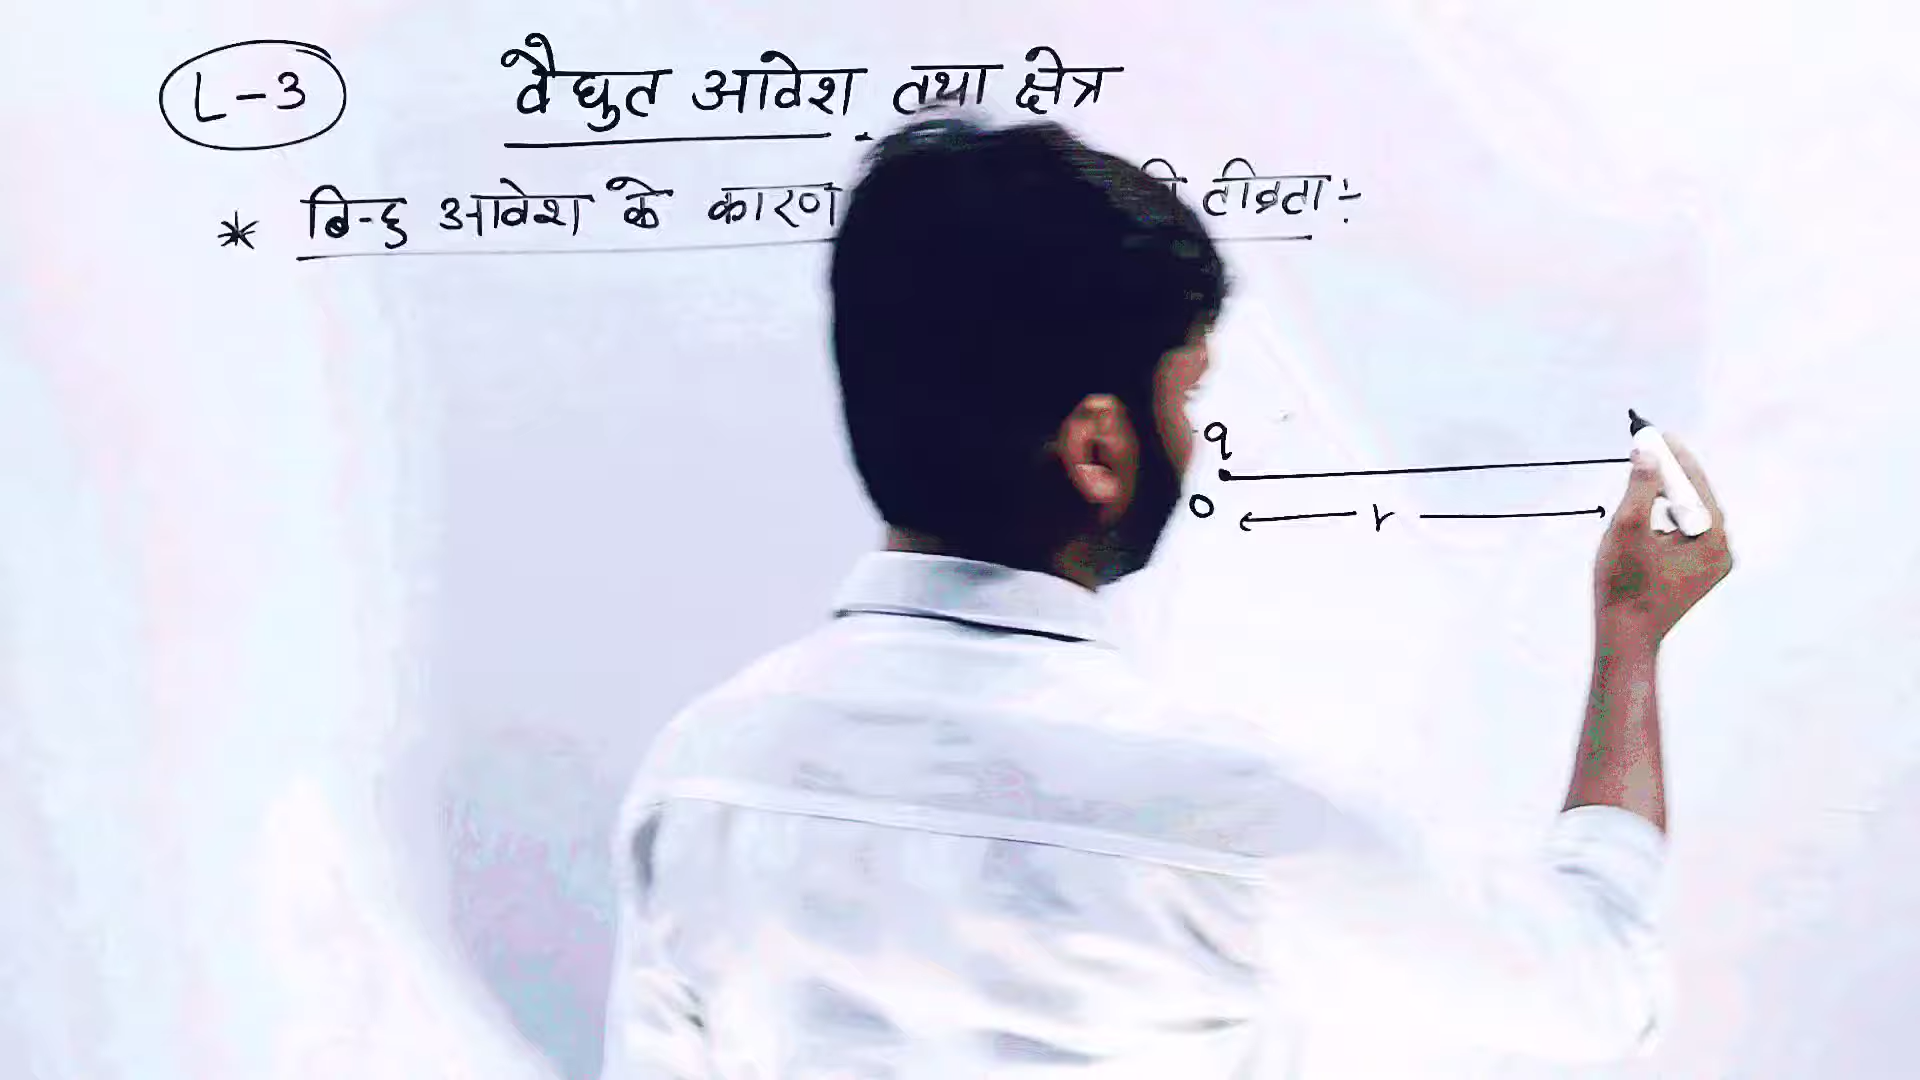 L-3
वैद्युत आवेश तथा क्षेत्र
* बिन्दु आवेश के कारण तीव्रता ÷
q
O r